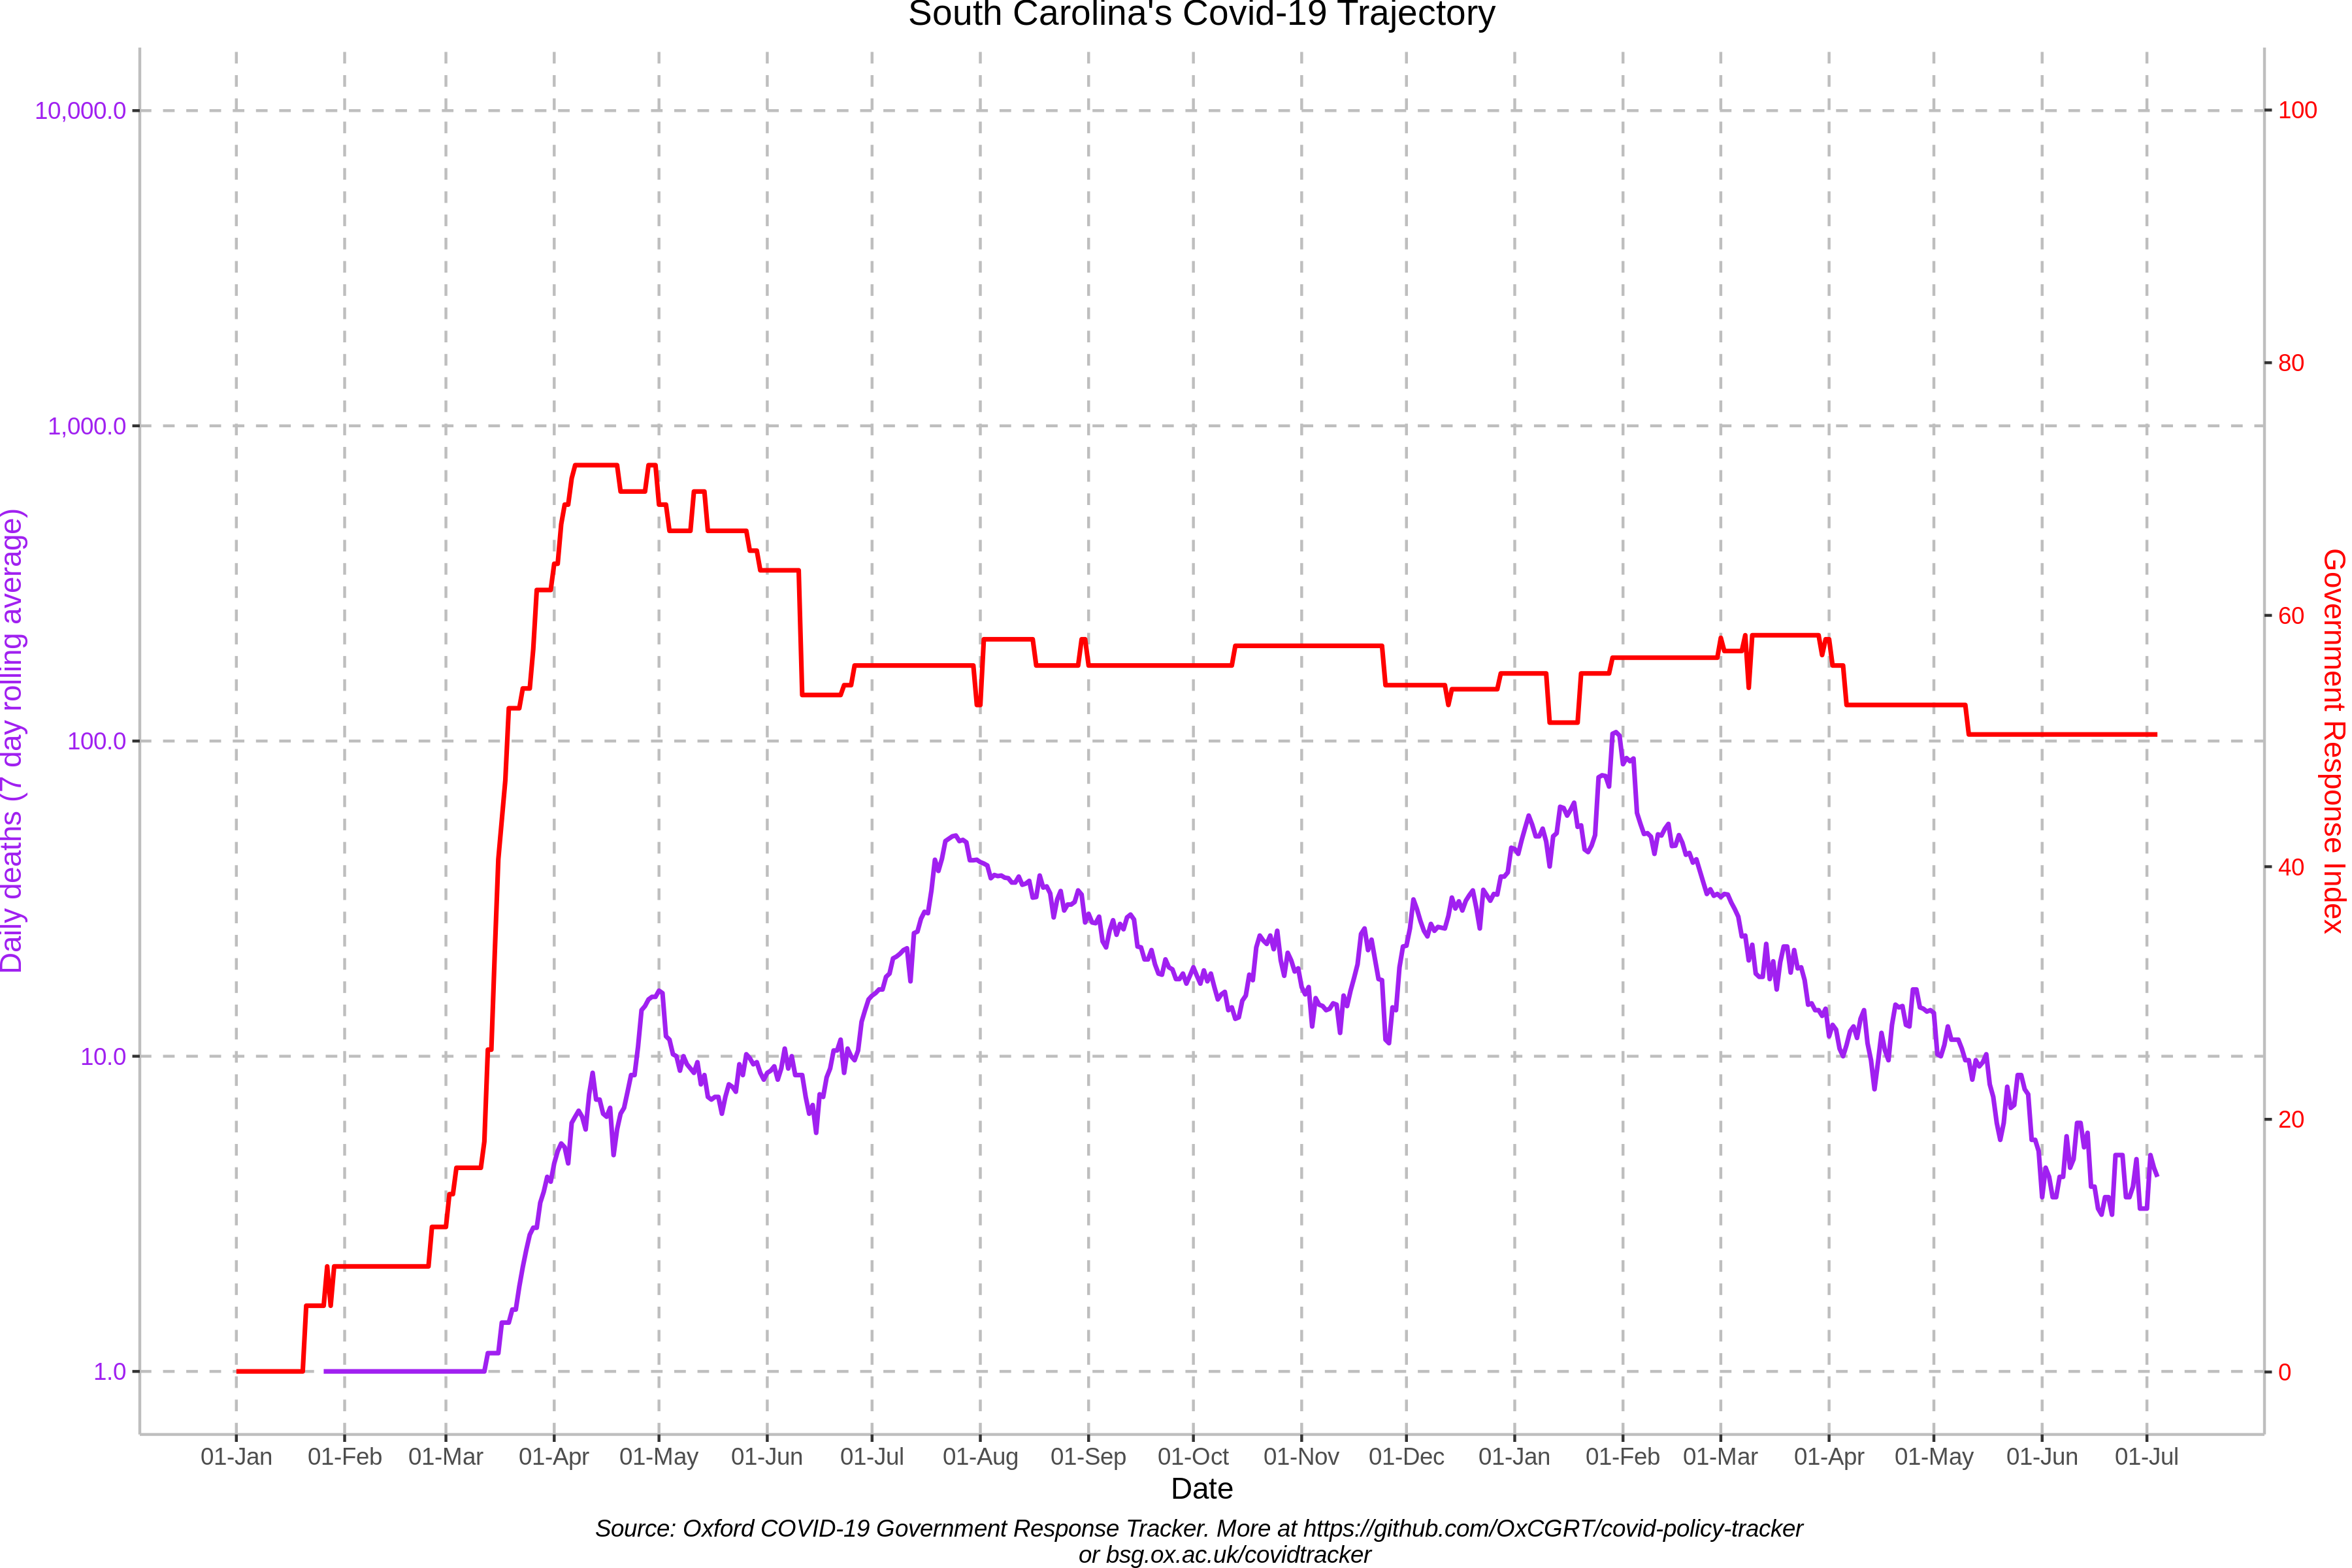 South Carolina's Covid-19 Trajectory
10,000.0
1,000.0
100.0
10.0
1.0
Daily deaths (7 day rolling average)
100
80
60
40
20
0
Government Response Index
01-Jan 01-Feb 01-Mar 01-Apr 01-May 01-Jun 01-Jul 01-Aug 01-Sep 01-Oct 01-Nov 01-Dec 01-Jan 01-Feb 01-Mar 01-Apr 01-May 01-Jun 01-Jul
Date
Source: Oxford COVID-19 Government Response Tracker. More at https://github.com/OxCGRT/covid-policy-tracker
or bsg.ox.ac.uk/covidtracker